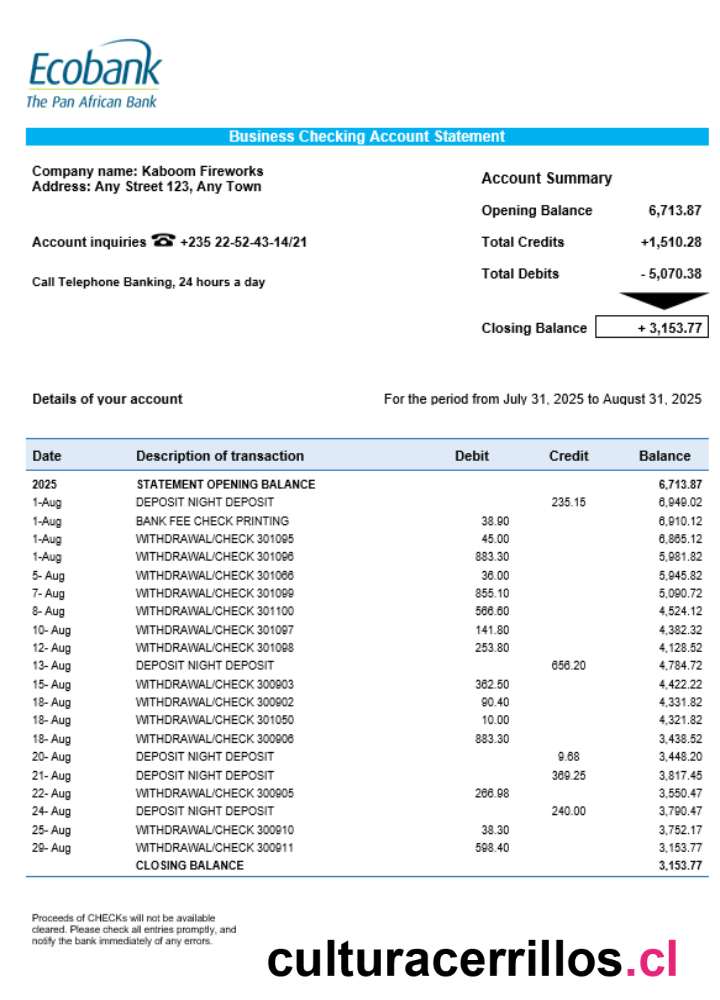 Ecobank
The Pan African Bank
Business Checking Account Statement
Company name: Kaboom Fireworks
Address: Any Street 123, Any Town
Account inquiries ☎ +235 22-52-43-14/21
Call Telephone Banking, 24 hours a day
Account Summary
Opening Balance 6,713.87
Total Credits +1,510.28
Total Debits - 5,070.38
Closing Balance + 3,153.77
Details of your account For the period from July 31, 2025 to August 31, 2025
Date Description of transaction Debit Credit Balance
2025 STATEMENT OPENING BALANCE 6,713.87
1-Aug DEPOSIT NIGHT DEPOSIT 235.15 6,949.02
1-Aug BANK FEE CHECK PRINTING 38.90 6,910.12
1-Aug WITHDRAWAL/CHECK 301095 45.00 6,865.12
1-Aug WITHDRAWAL/CHECK 301096 883.30 5,981.82
5- Aug WITHDRAWAL/CHECK 301066 36.00 5,945.82
7- Aug WITHDRAWAL/CHECK 301099 855.10 5,090.72
8- Aug WITHDRAWAL/CHECK 301100 566.60 4,524.12
10- Aug WITHDRAWAL/CHECK 301097 141.80 4,382.32
12- Aug WITHDRAWAL/CHECK 301098 253.80 4,128.52
13- Aug DEPOSIT NIGHT DEPOSIT 656.20 4,784.72
15- Aug WITHDRAWAL/CHECK 300903 362.50 4,422.22
18- Aug WITHDRAWAL/CHECK 300902 90.40 4,331.82
18- Aug WITHDRAWAL/CHECK 301050 10.00 4,321.82
18- Aug WITHDRAWAL/CHECK 300906 883.30 3,438.52
20- Aug DEPOSIT NIGHT DEPOSIT 9.68 3,448.20
21- Aug DEPOSIT NIGHT DEPOSIT 369.25 3,817.45
22- Aug WITHDRAWAL/CHECK 300905 266.98 3,550.47
24- Aug DEPOSIT NIGHT DEPOSIT 240.00 3,790.47
25- Aug WITHDRAWAL/CHECK 300910 38.30 3,752.17
29- Aug WITHDRAWAL/CHECK 300911 598.40 3,153.77
CLOSING BALANCE 3,153.77
Proceeds of CHECKs will not be available
cleared. Please check all entries promptly, and
notify the bank immediately of any errors.
culturacerrillos.cl